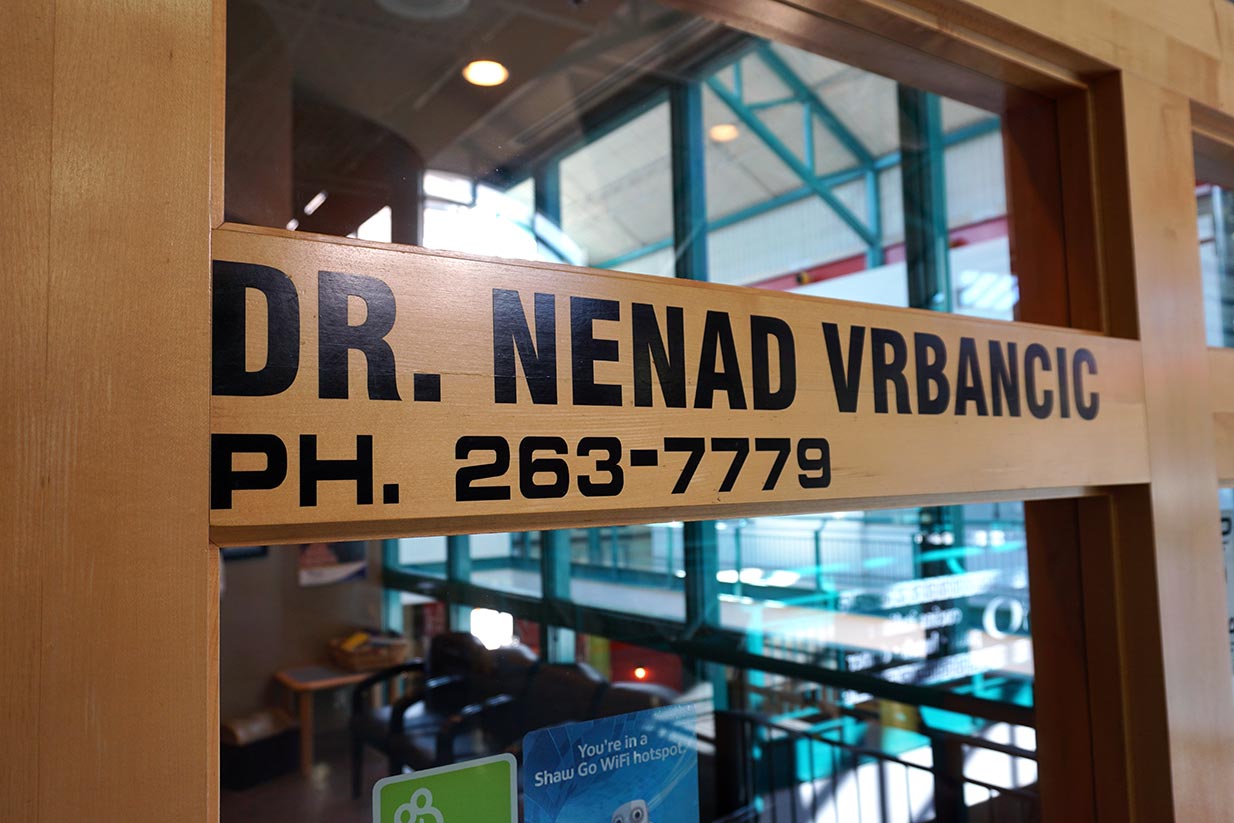 DR. NENAD VRBANCIC
PH. 263-7779
You're in a
Shaw Go WiFi hotspot